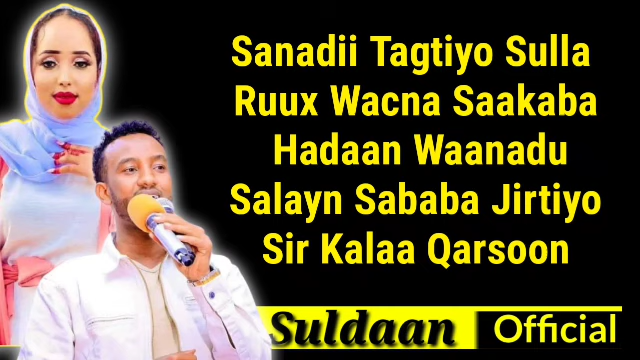 Sanadii Tagtiyo Sulla
Ruux Wacna Saakaba
Hadaan Waanadu
Salayn Sababa Jirtiyo
Sir Kalaa Qarsoon
Suldaan Official